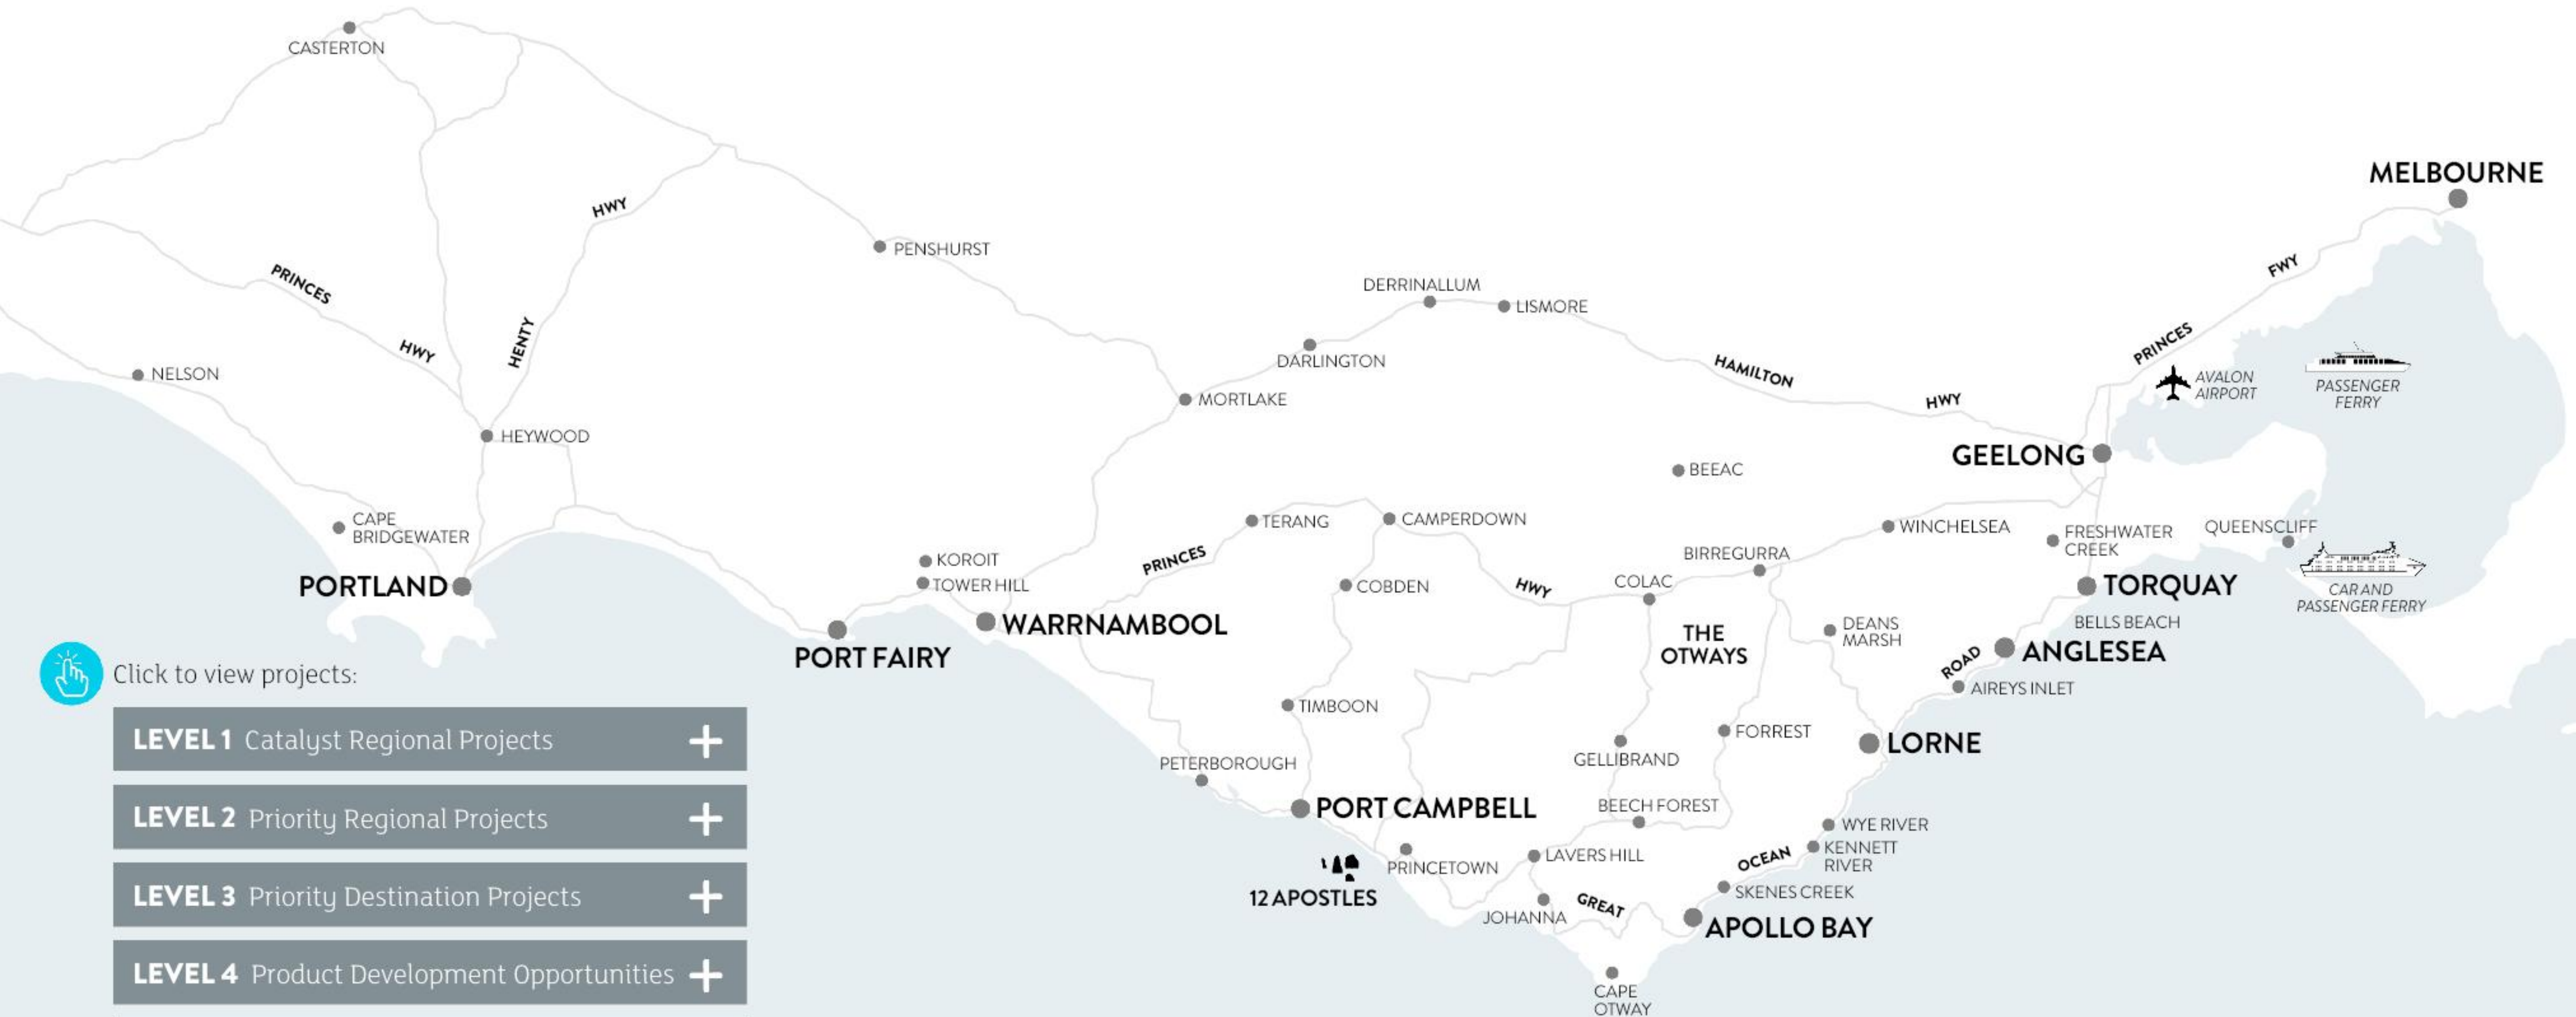 CASTERTON
MELBOURNE
HWY
PENSHURST
FWY
PRINCES
DERRINALLUM
LISMORE
HENTY
HWY
DARLINGTON
PRINCES
HAMILTON
AVALON
AIRPORT
PASSENGER
FERRY
NELSON
MORTLAKE
HWY
HEYWOOD
GEELONG
BEEAC
CAPE
BRIDGEWATER
TERANG
CAMPERDOWN
WINCHELSEA
FRESHWATER
CREEK
QUEENSCLIFF
KOROIT
PRINCES
BIRREGURRA
PORTLAND
TOWER HILL
COBDEN
HWY
COLAC
TORQUAY
CAR AND
PASSENGER FERRY
WARRNAMBOOL
THE
OTWAYS
DEANS
MARSH
BELLS BEACH
PORT FAIRY
ROAD
ANGLESEA
Click to view projects:
AIREYS INLET
TIMBOON
LEVEL 1 Catalyst Regional Projects
FORREST
LORNE
PETERBOROUGH
GELLIBRAND
PORT CAMPBELL
BEECH FOREST
LEVEL 2 Priority Regional Projects
WYE RIVER
KENNETT
RIVER
PRINCETOWN
LAVERS HILL
OCEAN
12 APOSTLES
SKENES CREEK
LEVEL 3 Priority Destination Projects
JOHANNA
GREAT
APOLLO BAY
LEVEL 4 Product Development Opportunities
CAPE
OTWAY